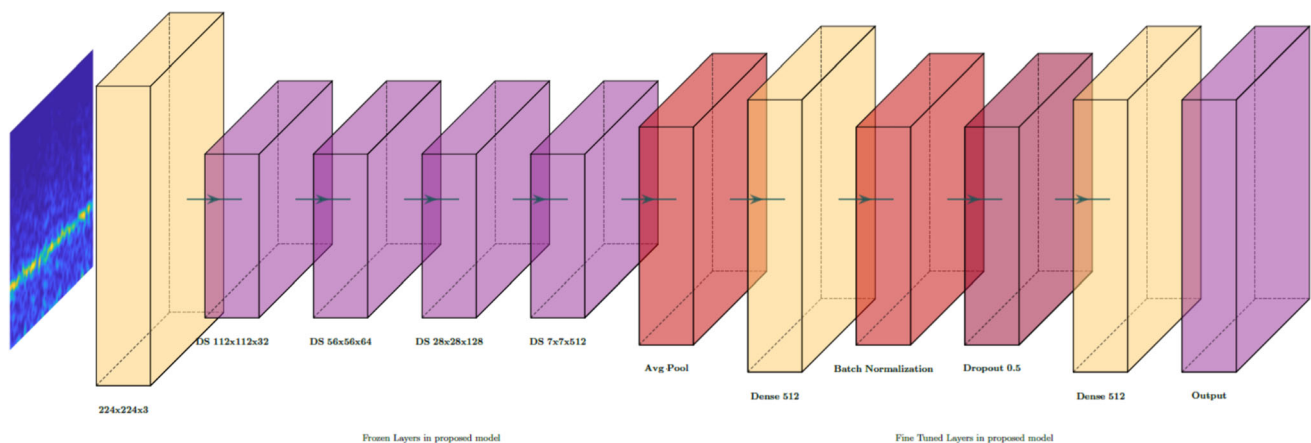 DS 112x112x32
DS 56x56x64
DS 28x28x128
DS 7x7x512
Avg Pool
Batch Normalization
Dropout 0.5
Dense 512
Dense 512
Output
224x224x3
Frozen Layers in proposed model
Fine Tuned Layers in proposed model